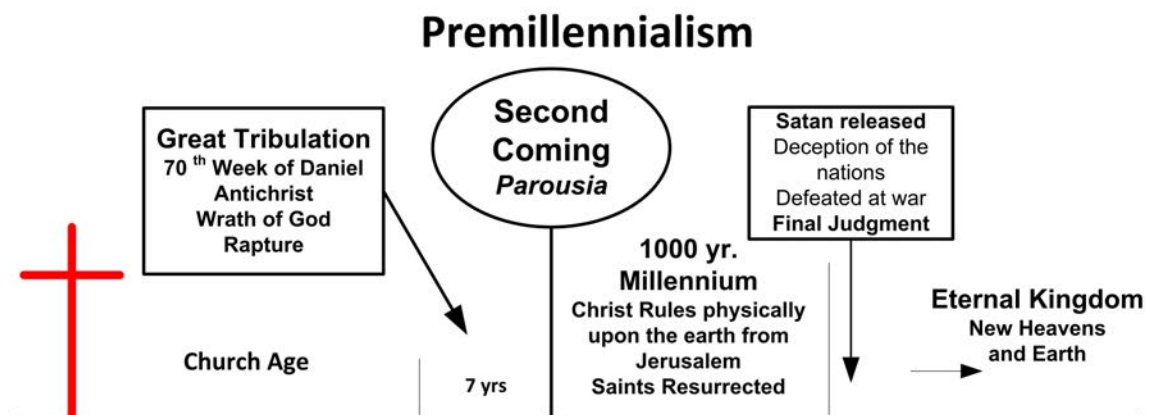 Premillennialism
Great Tribulation
70 th Week of Daniel
Antichrist
Wrath of God
Rapture
Second
Coming
Parousia
Satan released
Deception of the
nations
Defeated at war
Final Judgment
Church Age
7 yrs
1000 yr.
Millennium
Christ Rules physically
upon the earth from
Jerusalem
Saints Resurrected
Eternal Kingdom
New Heavens
and Earth